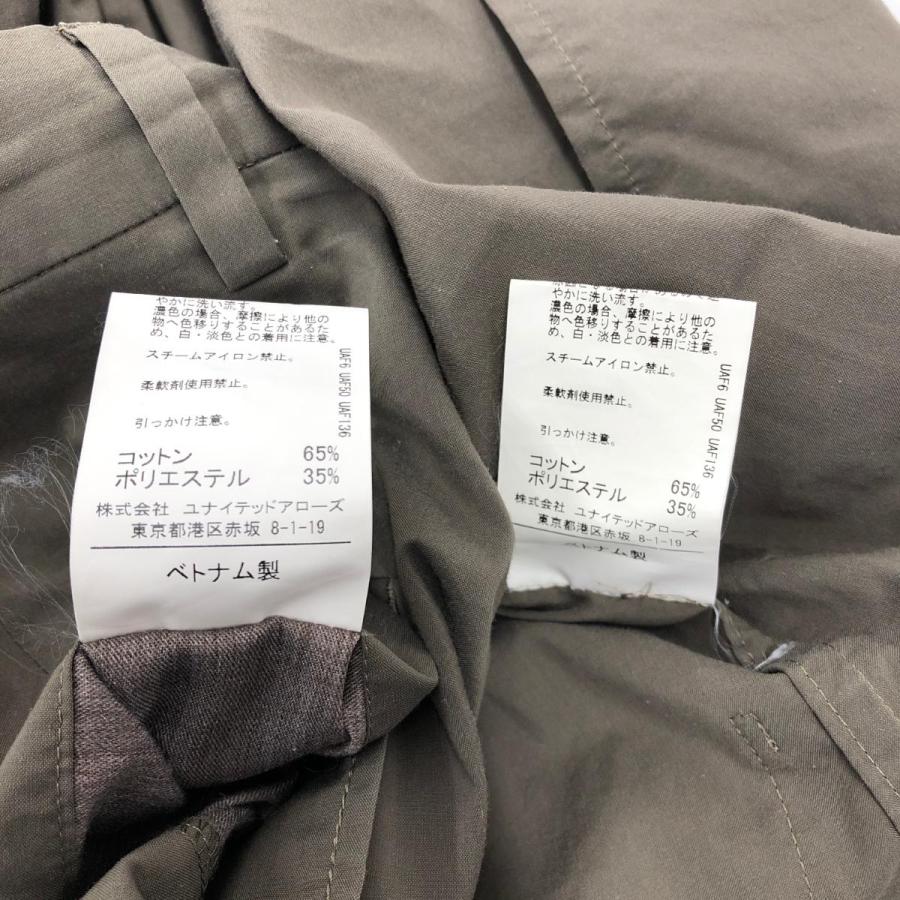 やかに洗い流す。
濃色の場合、摩擦により他の
物へ色移りすることがあるた
め、白・淡色との着用に注意。
スチームアイロン禁止。
柔軟剤使用禁止。
引っかけ注意。
コットン 65%
ポリエステル 35%
株式会社 ユナイテッドアローズ
東京都港区赤坂 8-1-19
ベトナム製
UAF6 UAF50 UAF136
やかに洗い流す。
濃色の場合、摩擦により他の
物へ色移りすることがあるた
め、白・淡色との着用に注意。
スチームアイロン禁止。
柔軟剤使用禁止。
引っかけ注意。
コットン 65%
ポリエステル 35%
株式会社 ユナイテッドアローズ
東京都港区赤坂 8-1-19
ベトナム製
UAF6 UAF50 UAF136